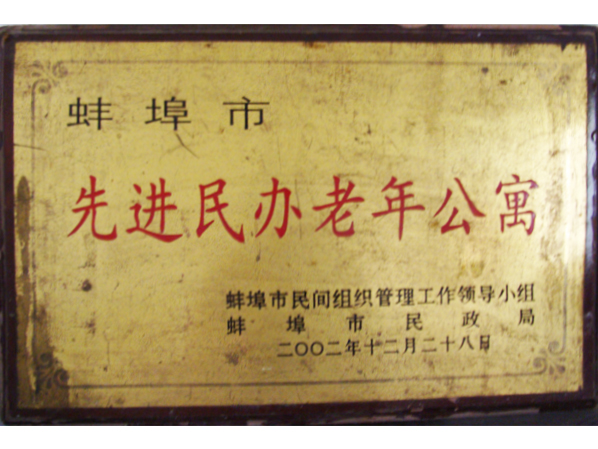 蚌埠市
先进民办老年公寓
蚌埠市民间组织管理工作领导小组
蚌埠市民政局
二〇〇二年十二月二十八日